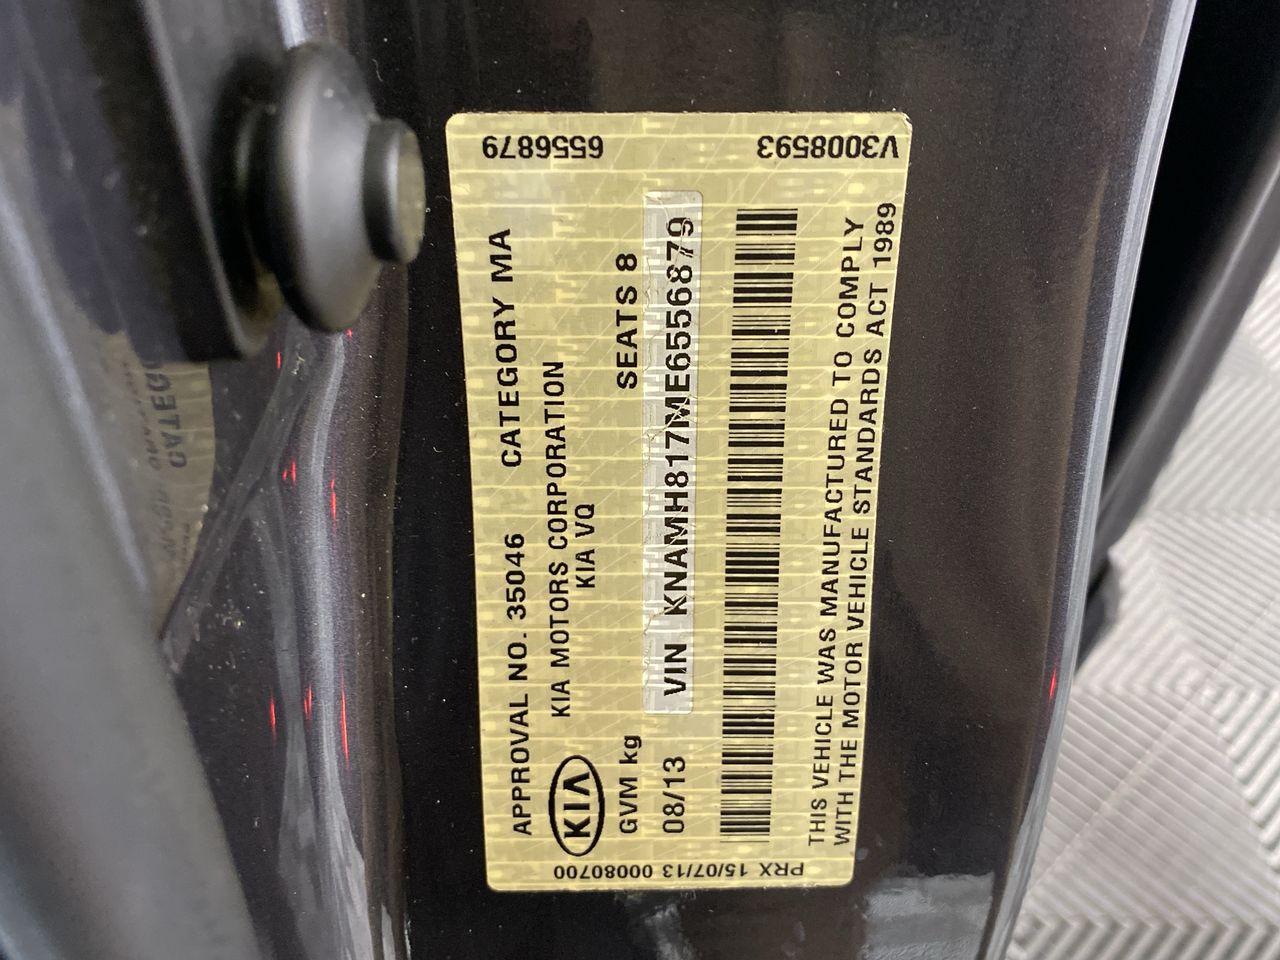 6556879
V3008593
APPROVAL NO. 35046 CATEGORY MA
KIA MOTORS CORPORATION
KIA VQ
KIA
GVM kg SEATS 8
08/13 VIN KNAMH817ME6556879
THIS VEHICLE WAS MANUFACTURED TO COMPLY
WITH THE MOTOR VEHICLE STANDARDS ACT 1989
PRX 15/07/13 00080700